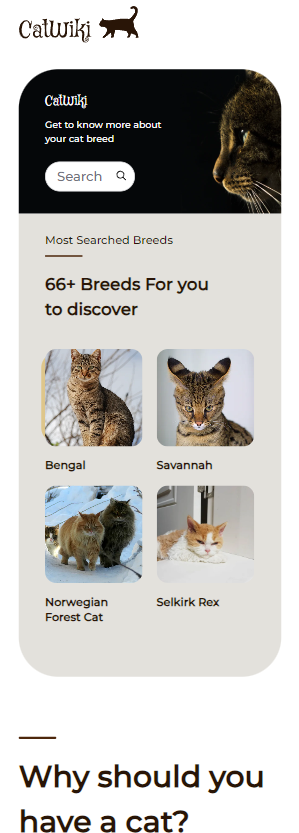 CatWiki
CatWiki
Get to know more about
your cat breed
Search
Most Searched Breeds
66+ Breeds For you
to discover
Bengal
Savannah
Norwegian
Forest Cat
Selkirk Rex
Why should you
have a cat?